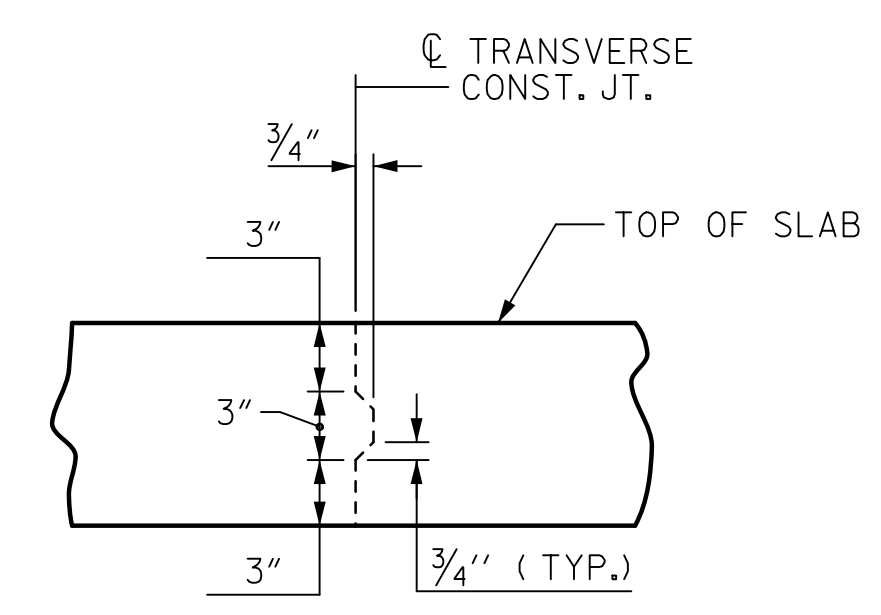 ℄ TRANSVERSE
CONST. JT.
3/4"
3"
TOP OF SLAB
3"
3"
3/4" (TYP.)